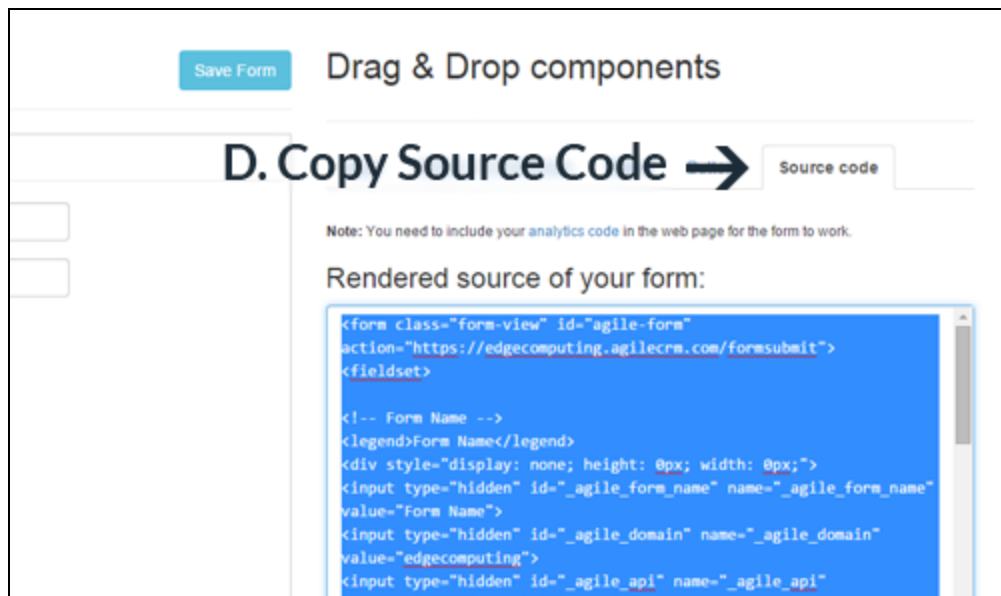 Save Form
Drag & Drop components
D. Copy Source Code →
Source code
Note: You need to include your analytics code in the web page for the form to work.
Rendered source of your form:
<form class="form-view" id="agile-form"
action="https://edgecomputing.agilecrm.com/formsubmit">
<fieldset>
<!-- Form Name -->
<legend>Form Name</legend>
<div style="display: none; height: 0px; width: 0px;">
<input type="hidden" id="_agile_form_name" name="_agile_form_name"
value="Form Name">
<input type="hidden" id="_agile_domain" name="_agile_domain"
value="edgecomputing">
<input type="hidden" id="_agile_api" name="_agile_api"